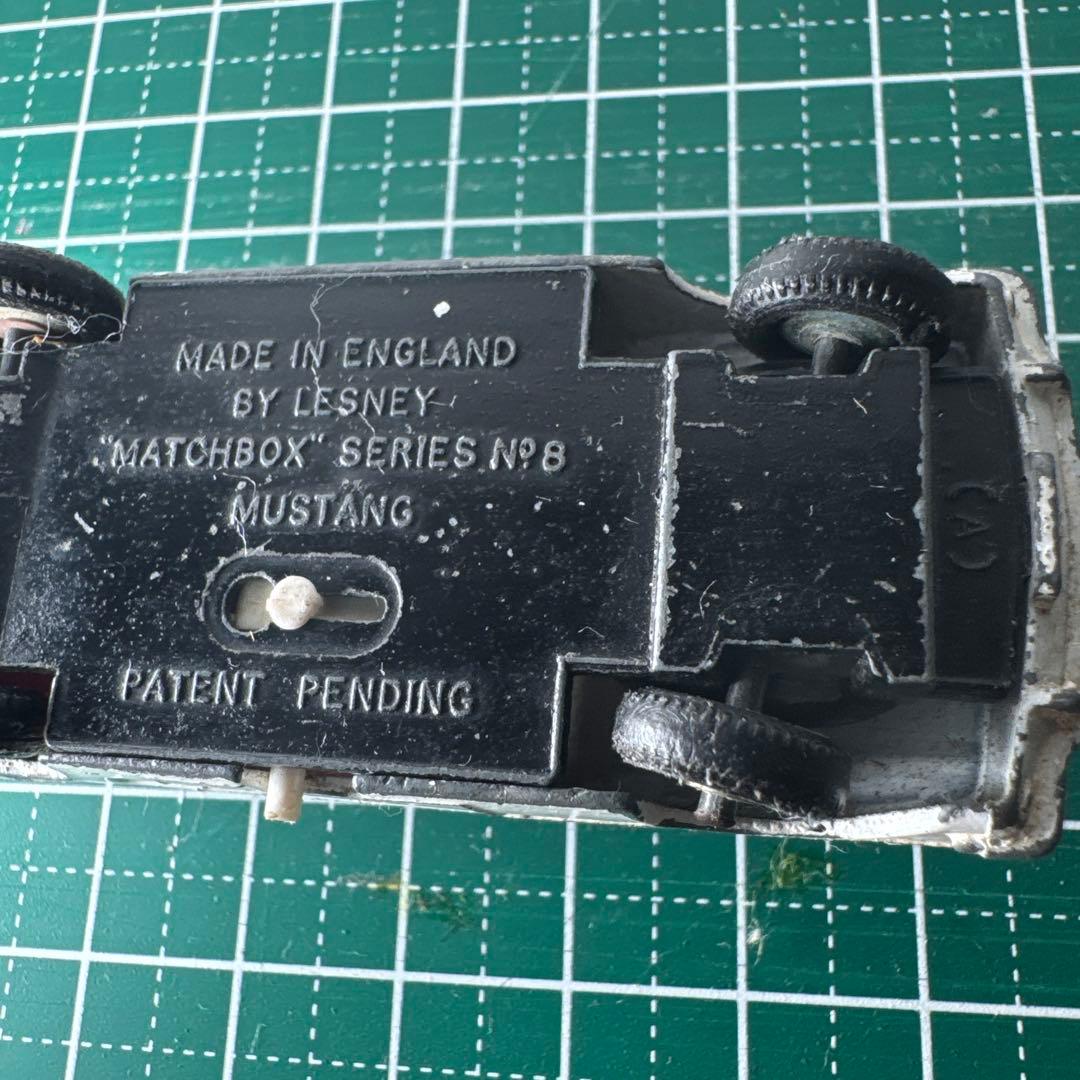 MADE IN ENGLAND
BY LESNEY
"MATCHBOX" SERIES Nº8
MUSTANG
PATENT PENDING